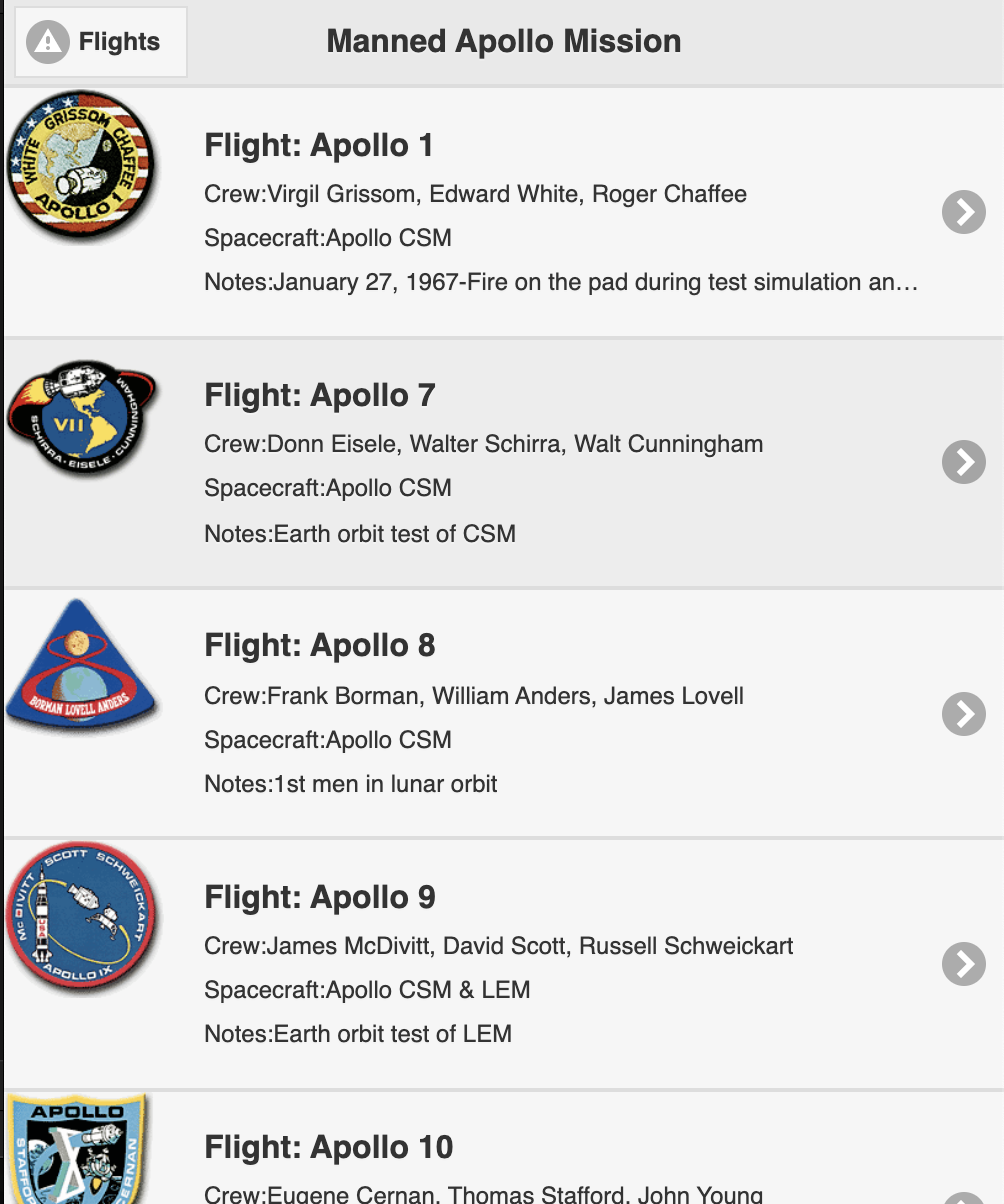 Flights
Manned Apollo Mission
WHITE GRISSOM CHAFFEE
APOLLO 1
Flight: Apollo 1
Crew:Virgil Grissom, Edward White, Roger Chaffee
Spacecraft:Apollo CSM
Notes:January 27, 1967-Fire on the pad during test simulation an…
VII
SCHIRRA·EISELE·CUNNINGHAM
Flight: Apollo 7
Crew:Donn Eisele, Walter Schirra, Walt Cunningham
Spacecraft:Apollo CSM
Notes:Earth orbit test of CSM
BORMAN LOVELL ANDERS
Flight: Apollo 8
Crew:Frank Borman, William Anders, James Lovell
Spacecraft:Apollo CSM
Notes:1st men in lunar orbit
McDIVITT SCOTT SCHWEICKART
USA
APOLLO IX
Flight: Apollo 9
Crew:James McDivitt, David Scott, Russell Schweickart
Spacecraft:Apollo CSM & LEM
Notes:Earth orbit test of LEM
APOLLO
Flight: Apollo 10
Crew:Eugene Cernan, Thomas Stafford, John Young